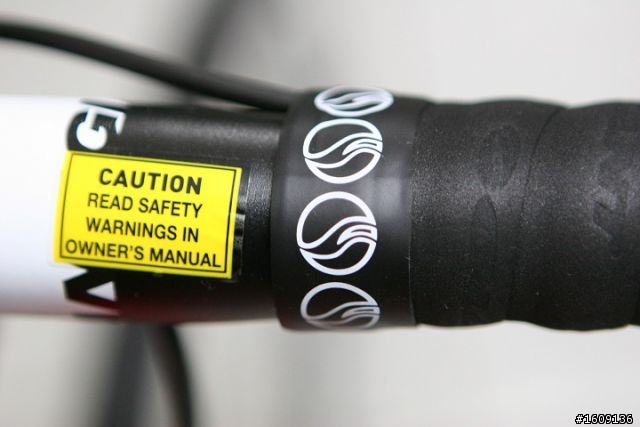 CAUTION
READ SAFETY
WARNINGS IN
OWNER'S MANUAL
#1609136